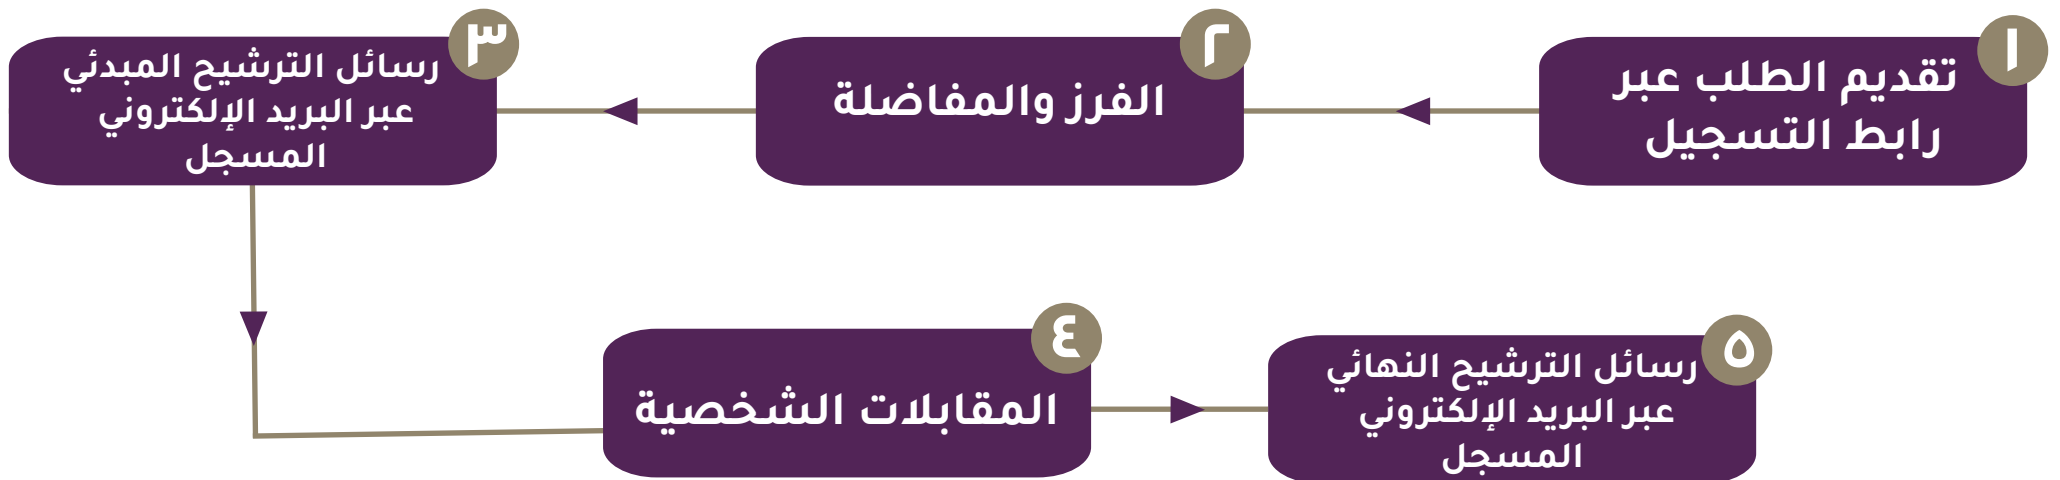 ١
تقديم الطلب عبر
رابط التسجيل
٢
الفرز والمفاضلة
٣
رسائل الترشيح المبدئي
عبر البريد الإلكتروني
المسجل
٤
المقابلات الشخصية
٥
رسائل الترشيح النهائي
عبر البريد الإلكتروني
المسجل